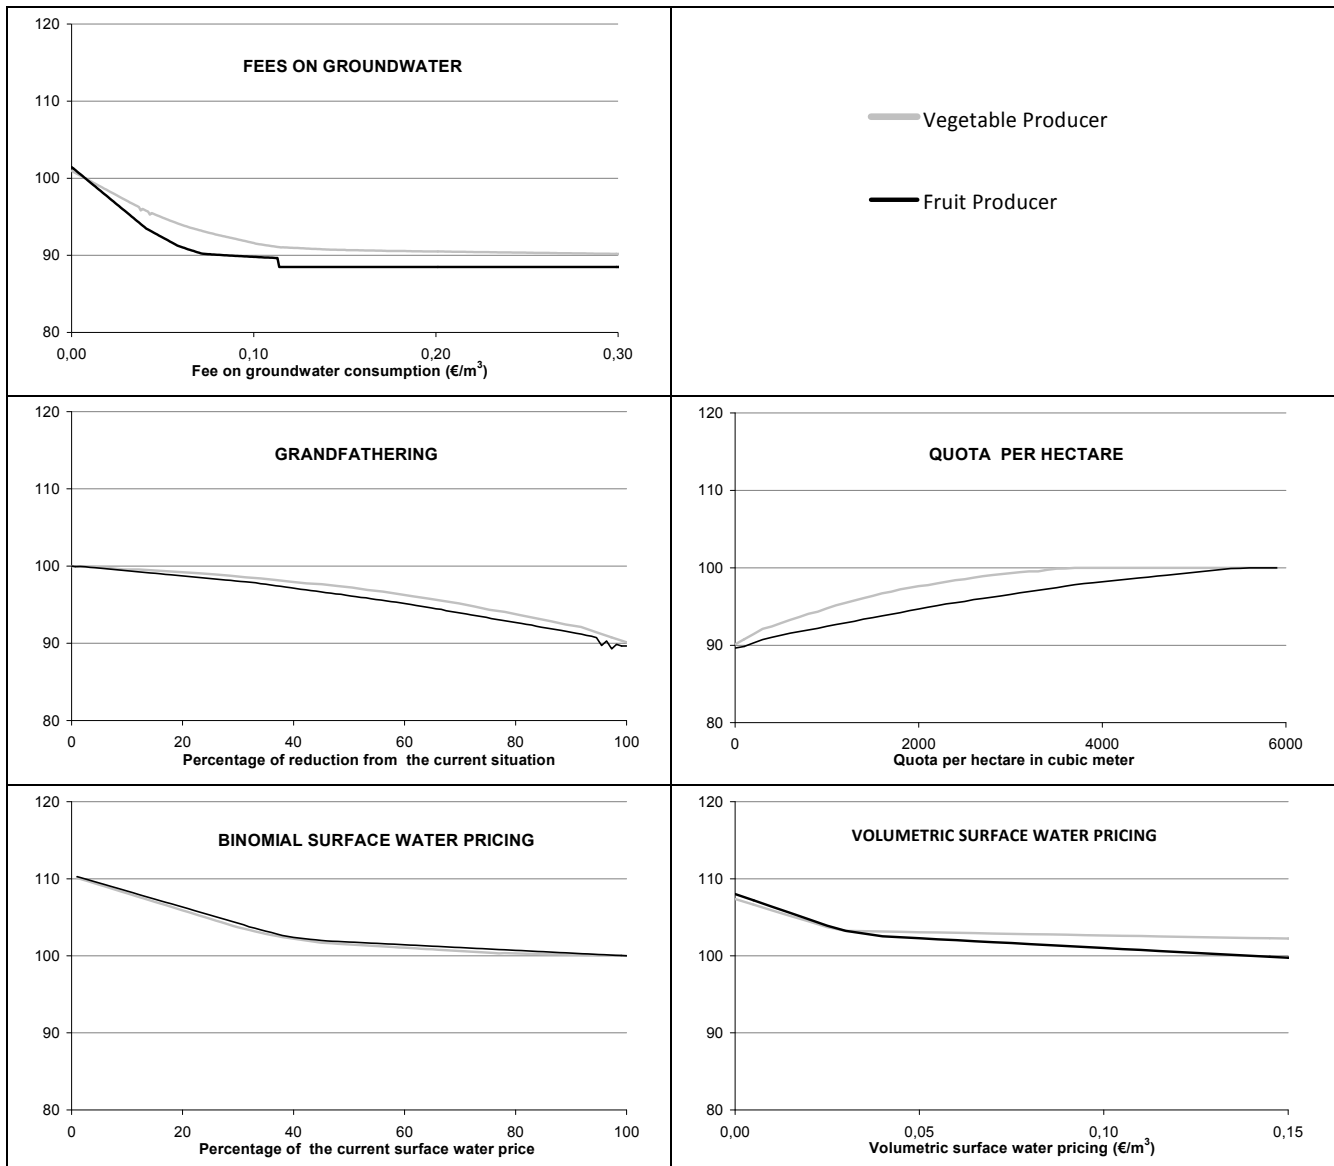 120
110
100
90
80
FEES ON GROUNDWATER
0,00 0,10 0,20 0,30
Fee on groundwater consumption (€/m³)
Vegetable Producer
Fruit Producer
120
110
100
90
80
GRANDFATHERING
0 20 40 60 80 100
Percentage of reduction from the current situation
120
110
100
90
80
QUOTA PER HECTARE
0 2000 4000 6000
Quota per hectare in cubic meter
120
110
100
90
80
BINOMIAL SURFACE WATER PRICING
0 20 40 60 80 100
Percentage of the current surface water price
120
110
100
90
80
VOLUMETRIC SURFACE WATER PRICING
0,00 0,05 0,10 0,15
Volumetric surface water pricing (€/m³)